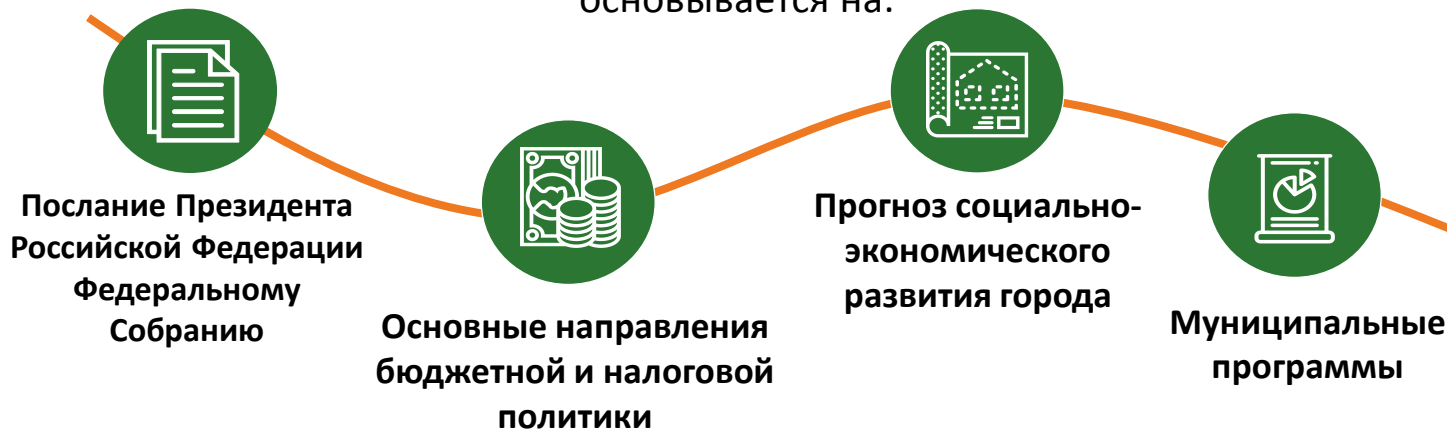 основывается на:
Послание Президента
Российской Федерации
Федеральному
Собранию
Основные направления
бюджетной и налоговой
политики
Прогноз социально-
экономического
развития города
Муниципальные
программы